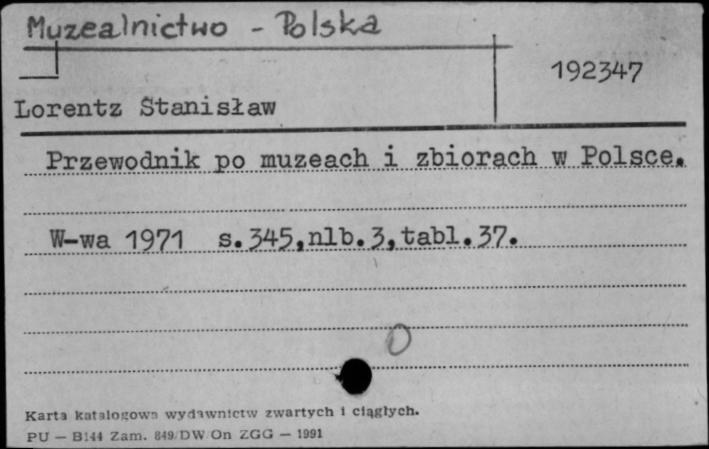 Muzealnictwo - Polska
192347
Lorentz Stanisław
Przewodnik po muzeach i zbiorach w Polsce.
W-wa 1971 s.345,nlb.3,tabl.37.
O
Karta katalogowa wydawnictw zwartych i ciągłych.
PU — B144 Zam. 849/DW/On ZGG — 1991